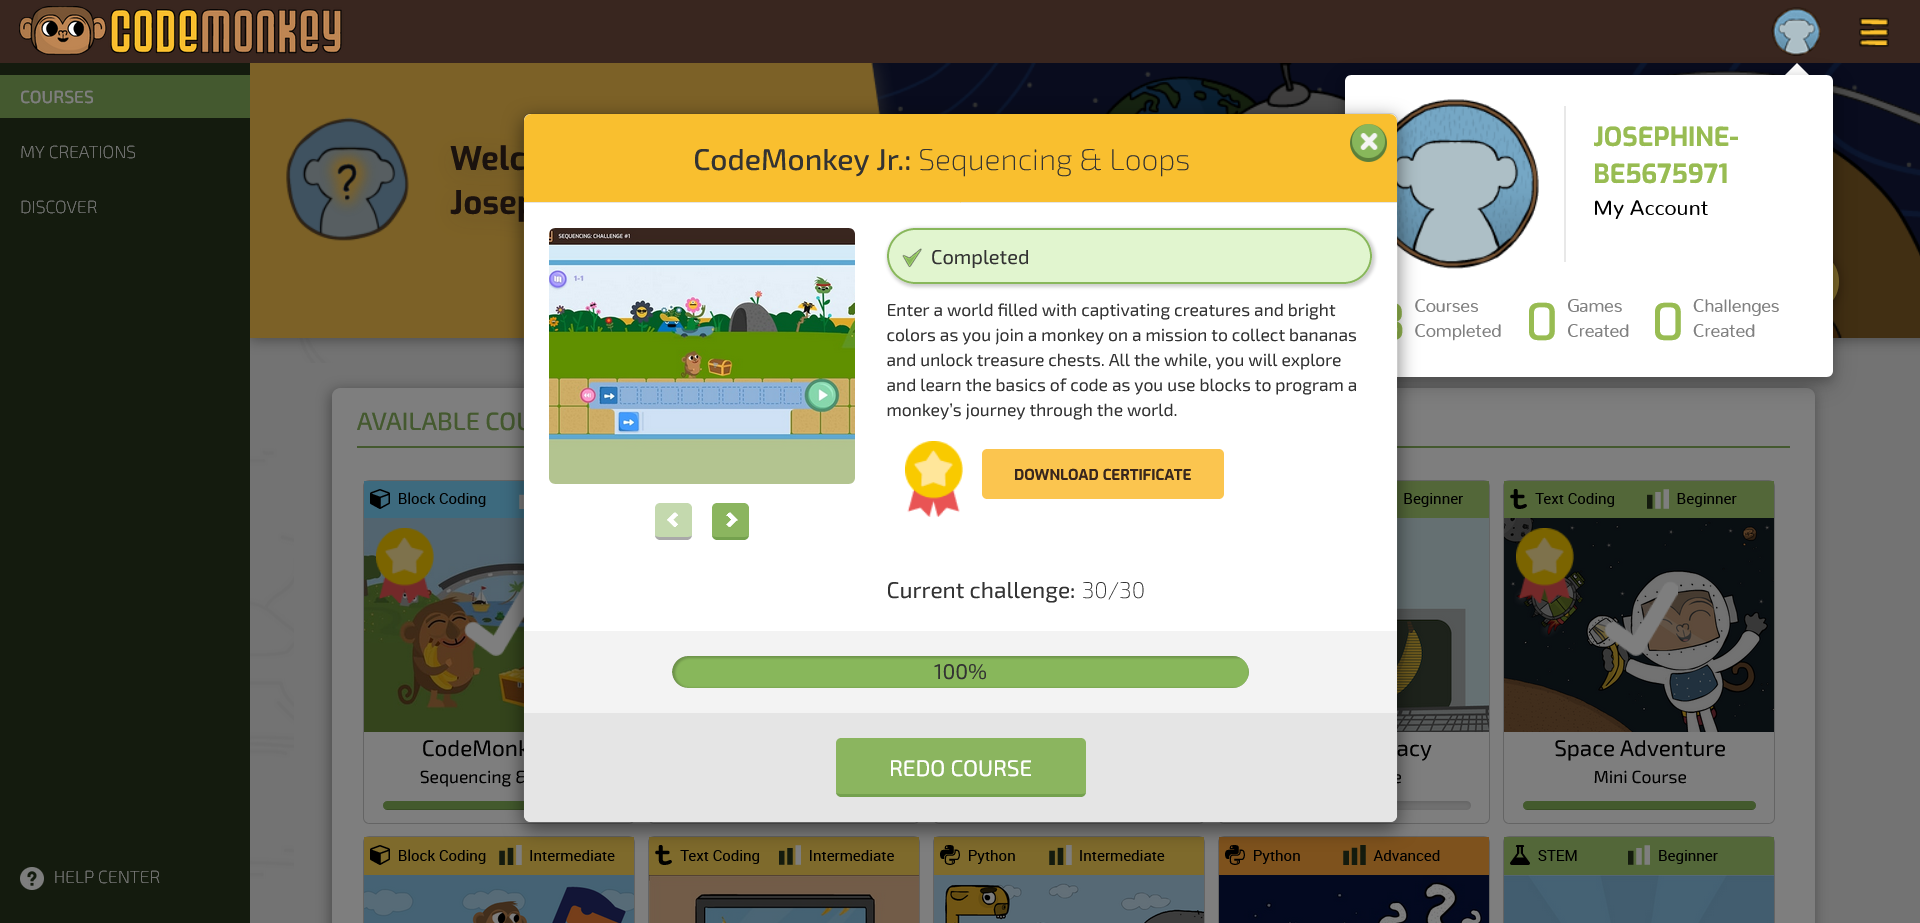 CODEMONKEY
COURSES
MY CREATIONS
DISCOVER
HELP CENTER
?
JOSEPHINE-
BE5675971
My Account
Courses
Completed
0 Games
Created
0 Challenges
Created
CodeMonkey Jr.: Sequencing & Loops
SEQUENCING: CHALLENGE #1
1-1
Completed
Enter a world filled with captivating creatures and bright
colors as you join a monkey on a mission to collect bananas
and unlock treasure chests. All the while, you will explore
and learn the basics of code as you use blocks to program a
monkey's journey through the world.
DOWNLOAD CERTIFICATE
Current challenge: 30/30
100%
REDO COURSE
AVAILABLE
Block Coding
Beginner
Text Coding Beginner
Sequencing &
Space Adventure
Mini Course
Block Coding Intermediate
Text Coding Intermediate
Python Intermediate
Python Advanced
STEM Beginner